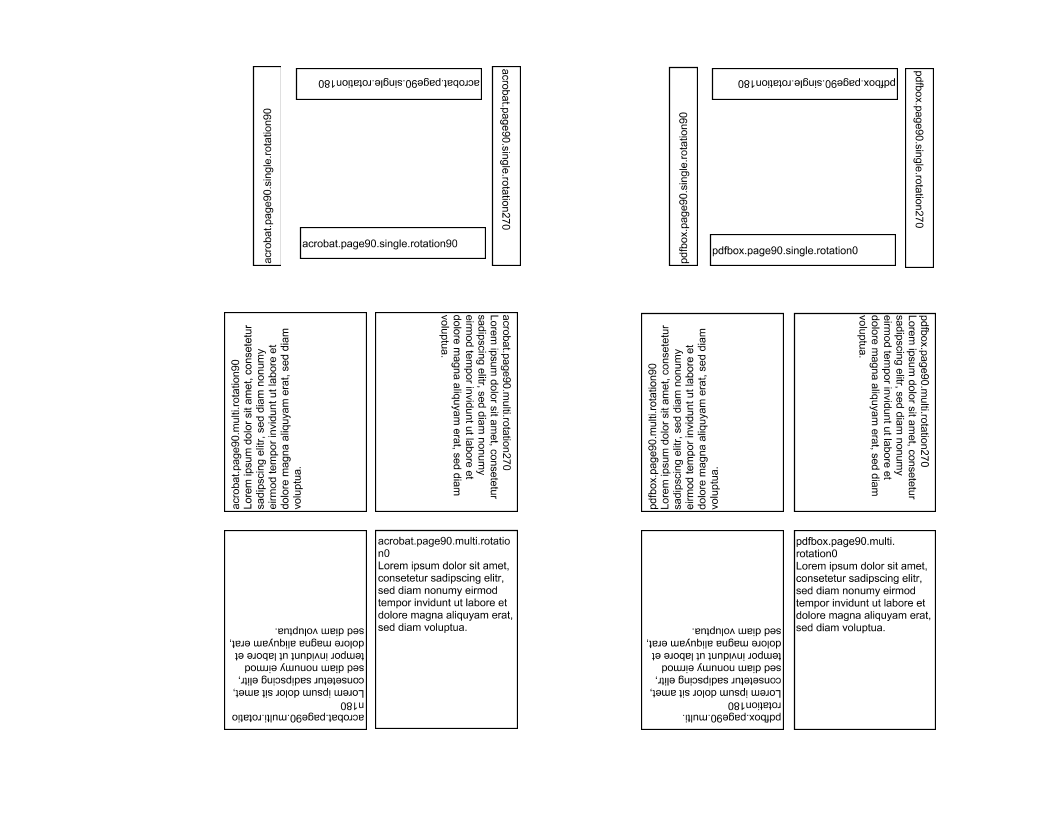 acrobat.page90.single.rotation90
acrobat.page90.single.rotation180
acrobat.page90.single.rotation270
acrobat.page90.single.rotation90
pdfbox.page90.single.rotation90
pdfbox.page90.single.rotation180
pdfbox.page90.single.rotation270
pdfbox.page90.single.rotation0
acrobat.page90.multi.rotation90
Lorem ipsum dolor sit amet, consetetur
sadipscing elitr, sed diam nonumy
eirmod tempor invidunt ut labore et
dolore magna aliquyam erat, sed diam
voluptua.
acrobat.page90.multi.rotation270
Lorem ipsum dolor sit amet, consetetur
sadipscing elitr, sed diam nonumy
eirmod tempor invidunt ut labore et
dolore magna aliquyam erat, sed diam
voluptua.
pdfbox.page90.multi.rotation90
Lorem ipsum dolor sit amet, consetetur
sadipscing elitr, sed diam nonumy
eirmod tempor invidunt ut labore et
dolore magna aliquyam erat, sed diam
voluptua.
pdfbox.page90.multi.rotation270
Lorem ipsum dolor sit amet, consetetur
sadipscing elitr, sed diam nonumy
eirmod tempor invidunt ut labore et
dolore magna aliquyam erat, sed diam
voluptua.
acrobat.page90.multi.rotatio
n180
Lorem ipsum dolor sit amet,
consetetur sadipscing elitr,
sed diam nonumy eirmod
tempor invidunt ut labore et
dolore magna aliquyam erat,
sed diam voluptua.
acrobat.page90.multi.rotatio
n0
Lorem ipsum dolor sit amet,
consetetur sadipscing elitr,
sed diam nonumy eirmod
tempor invidunt ut labore et
dolore magna aliquyam erat,
sed diam voluptua.
pdfbox.page90.multi.
rotation180
Lorem ipsum dolor sit amet,
consetetur sadipscing elitr,
sed diam nonumy eirmod
tempor invidunt ut labore et
dolore magna aliquyam erat,
sed diam voluptua.
pdfbox.page90.multi.
rotation0
Lorem ipsum dolor sit amet,
consetetur sadipscing elitr,
sed diam nonumy eirmod
tempor invidunt ut labore et
dolore magna aliquyam erat,
sed diam voluptua.